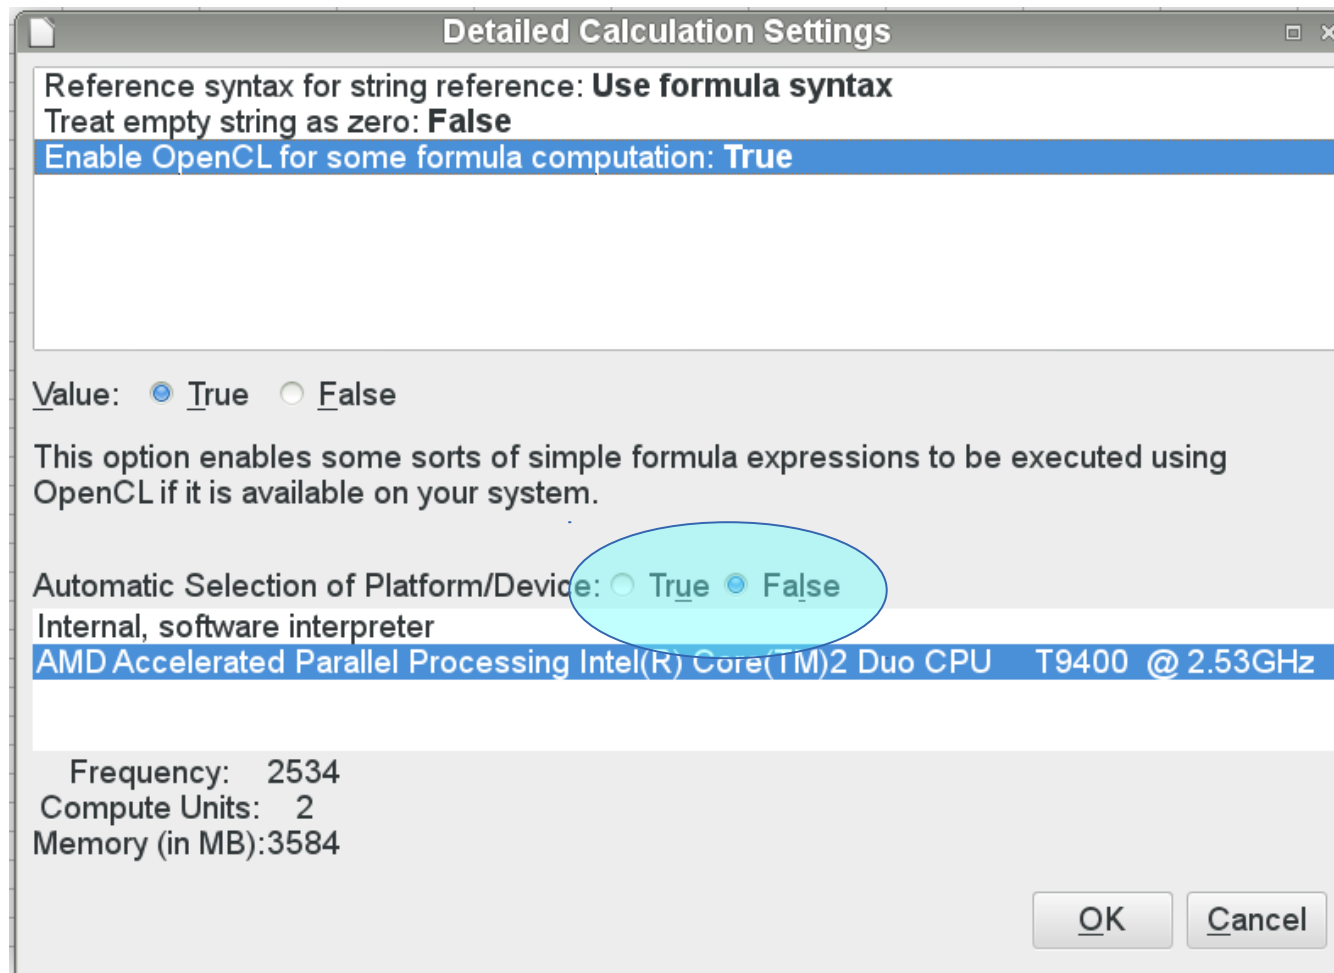 Detailed Calculation Settings
Reference syntax for string reference: Use formula syntax
Treat empty string as zero: False
Enable OpenCL for some formula computation: True
Value: True False
This option enables some sorts of simple formula expressions to be executed using
OpenCL if it is available on your system.
Automatic Selection of Platform/Device: True False
Internal, software interpreter
AMD Accelerated Parallel Processing Intel(R) Core(TM)2 Duo CPU T9400 @ 2.53GHz
Frequency: 2534
Compute Units: 2
Memory (in MB):3584
OK Cancel